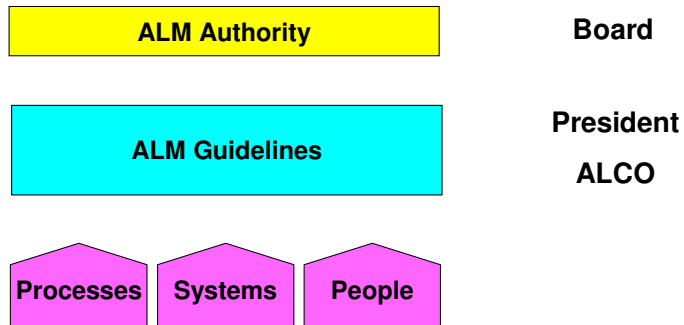 ALM Authority
Board
ALM Guidelines
President
ALCO
Processes
Systems
People